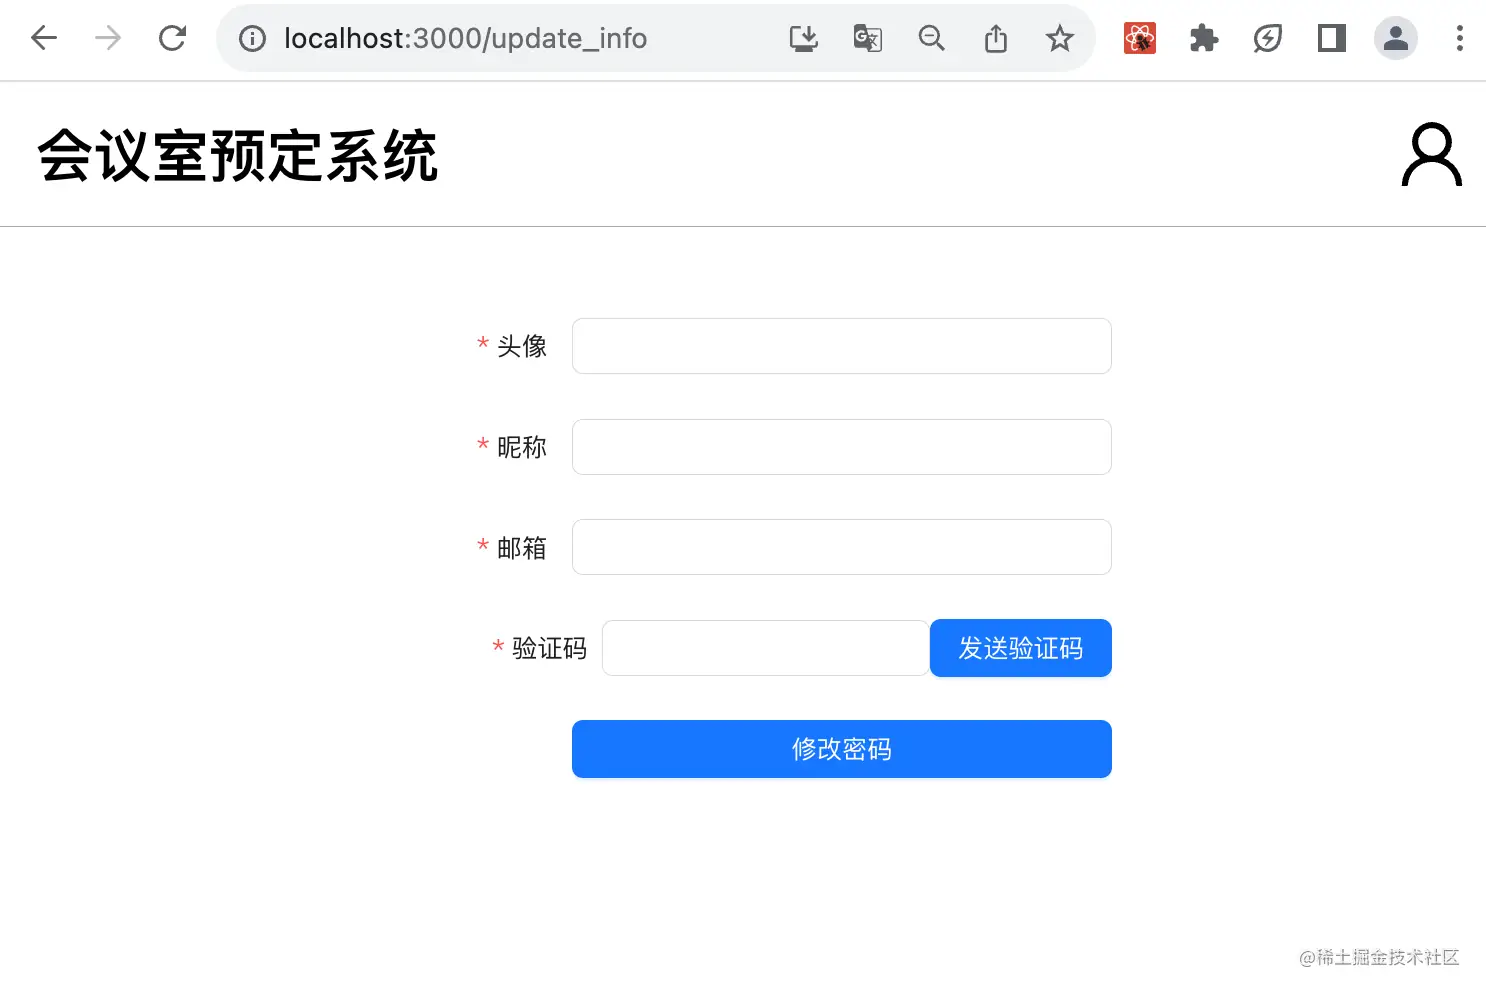 localhost:3000/update_info
会议室预定系统
* 头像
* 昵称
* 邮箱
* 验证码 发送验证码
修改密码
@稀土掘金技术社区